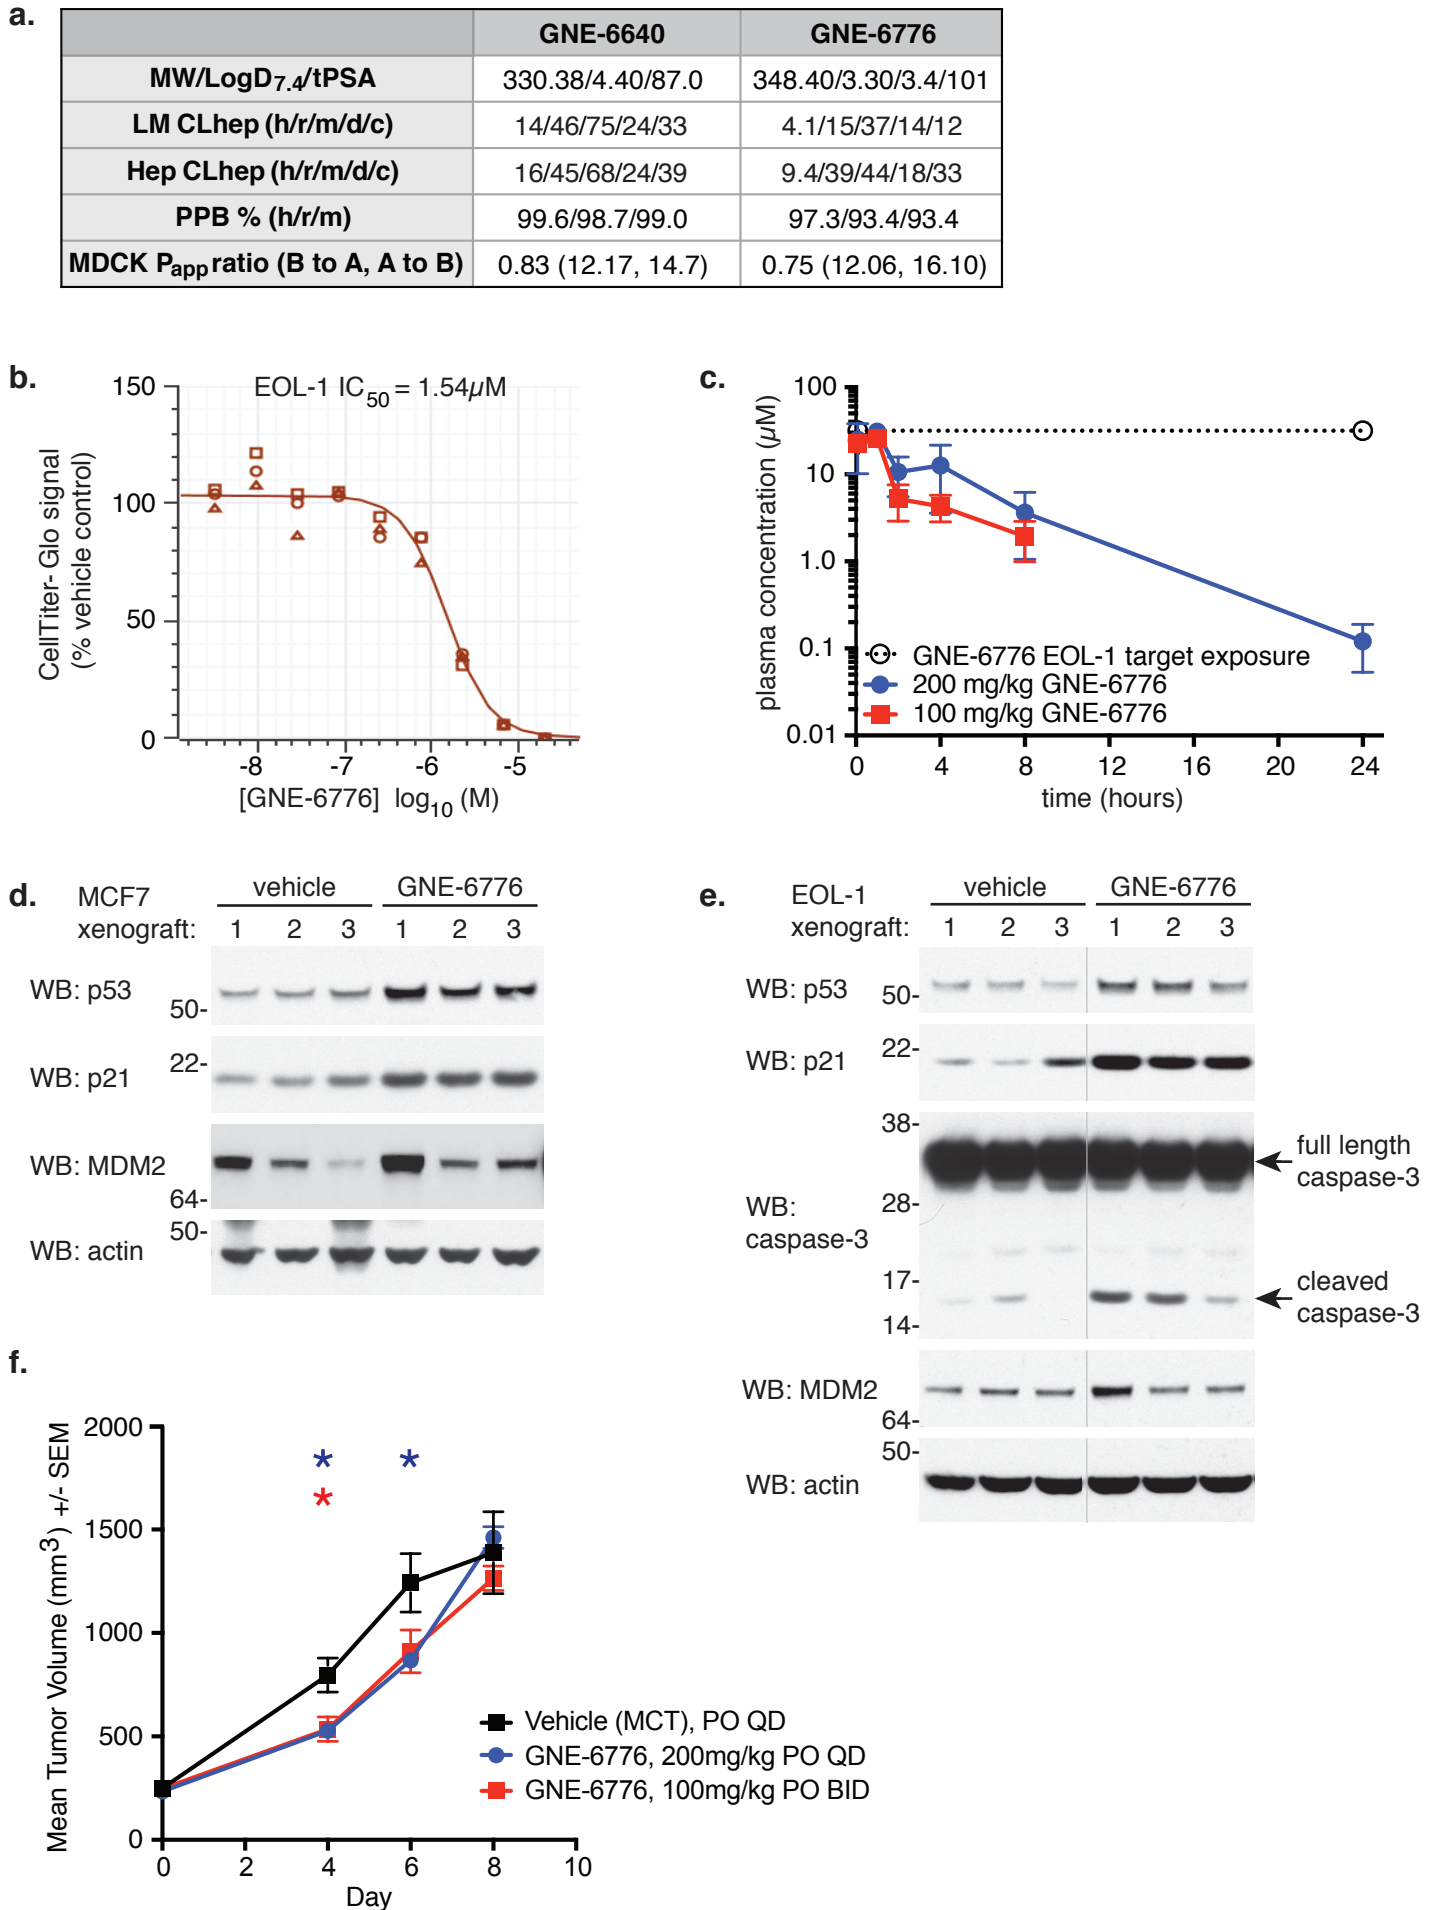 a.
GNE-6640 GNE-6776
MW/LogD7.4/tPSA 330.38/4.40/87.0 348.40/3.30/3.4/101
LM CLhep (h/r/m/d/c) 14/46/75/24/33 4.1/15/37/14/12
Hep CLhep (h/r/m/d/c) 16/45/68/24/39 9.4/39/44/18/33
PPB % (h/r/m) 99.6/98.7/99.0 97.3/93.4/93.4
MDCK Papp ratio (B to A, A to B) 0.83 (12.17, 14.7) 0.75 (12.06, 16.10)
b.
EOL-1 IC50 = 1.54µM
CellTiter- Glo signal
(% vehicle control)
150
100
50
0
-8 -7 -6 -5
[GNE-6776] log10 (M)
c.
plasma concentration (µM)
100
10
1.0
0.1
0.01
GNE-6776 EOL-1 target exposure
200 mg/kg GNE-6776
100 mg/kg GNE-6776
0 4 8 12 16 20 24
time (hours)
d.
MCF7
xenograft:
vehicle GNE-6776
1 2 3 1 2 3
WB: p53
50-
WB: p21
22-
WB: MDM2
64-
WB: actin
50-
e.
EOL-1
xenograft:
vehicle GNE-6776
1 2 3 1 2 3
WB: p53
50-
WB: p21
22-
WB:
caspase-3
38-
28-
17-
14-
full length
caspase-3
cleaved
caspase-3
WB: MDM2
64-
WB: actin
50-
f.
Mean Tumor Volume (mm3) +/- SEM
2000
1500
1000
500
0
* *
*
Vehicle (MCT), PO QD
GNE-6776, 200mg/kg PO QD
GNE-6776, 100mg/kg PO BID
0 2 4 6 8 10
Day